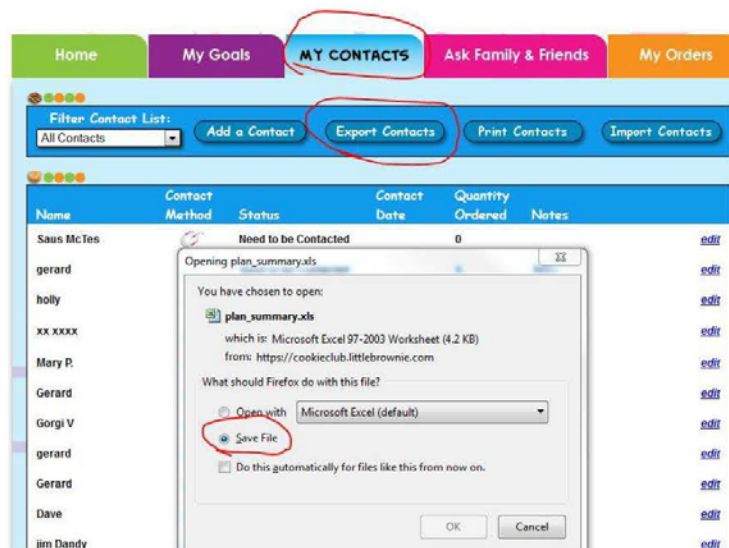 Home My Goals MY CONTACTS Ask Family & Friends My Orders
Filter Contact List:
All Contacts Add a Contact Export Contacts Print Contacts Import Contacts
Contact Contact Quantity
Name Method Status Date Ordered Notes
Saus McTes Need to be Contacted 0 edit
Opening plan_summary.xls
gerard edit
You have chosen to open:
holly edit
plan_summary.xls
xx xxxx edit
which is: Microsoft Excel 97-2003 Worksheet (4.2 KB)
from: https://cookieclub.littlebrownie.com
Mary P. edit
What should Firefox do with this file?
Gerard edit
Open with Microsoft Excel (default)
Gorgi V edit
Save File
gerard edit
Do this automatically for files like this from now on.
Gerard edit
Dave edit
OK Cancel
jim Dandy edit